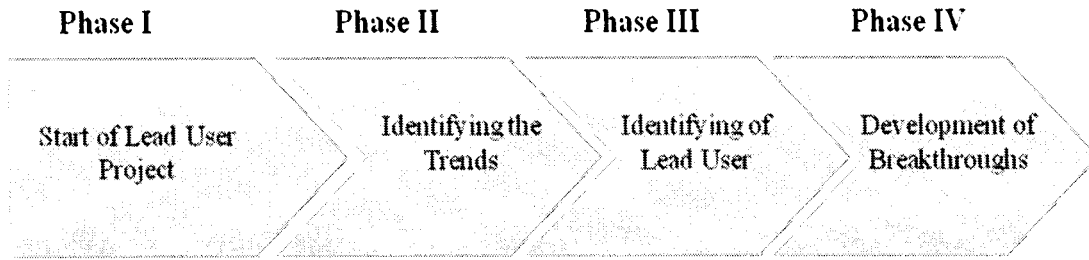 Phase I
Phase II
Phase III
Phase IV
Start of Lead User
Project
Identifying the
Trends
Identifying of
Lead User
Development of
Breakthroughs